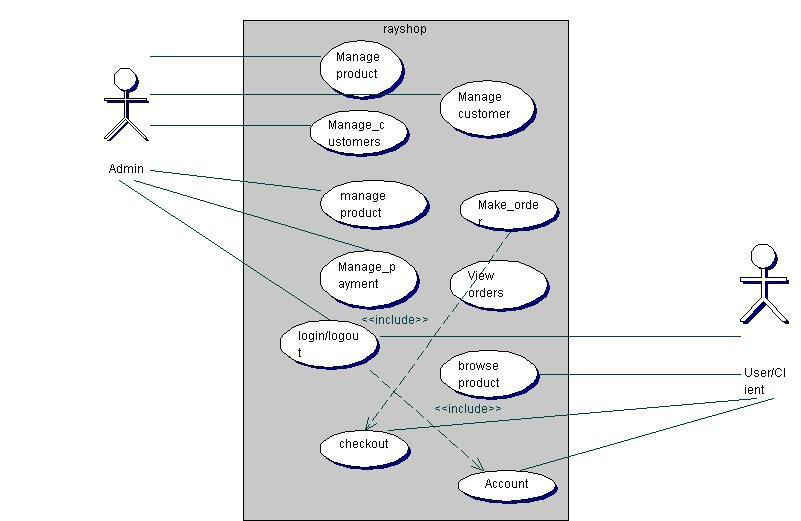 rayshop
Manage
product
Manage
customer
Manage_c
ustomers
Admin
manage
product
Make_orde
r
Manage_p
ayment
View
orders
<<include>>
login/logou
t
browse
product
User/Cl
ient
<<include>>
checkout
Account